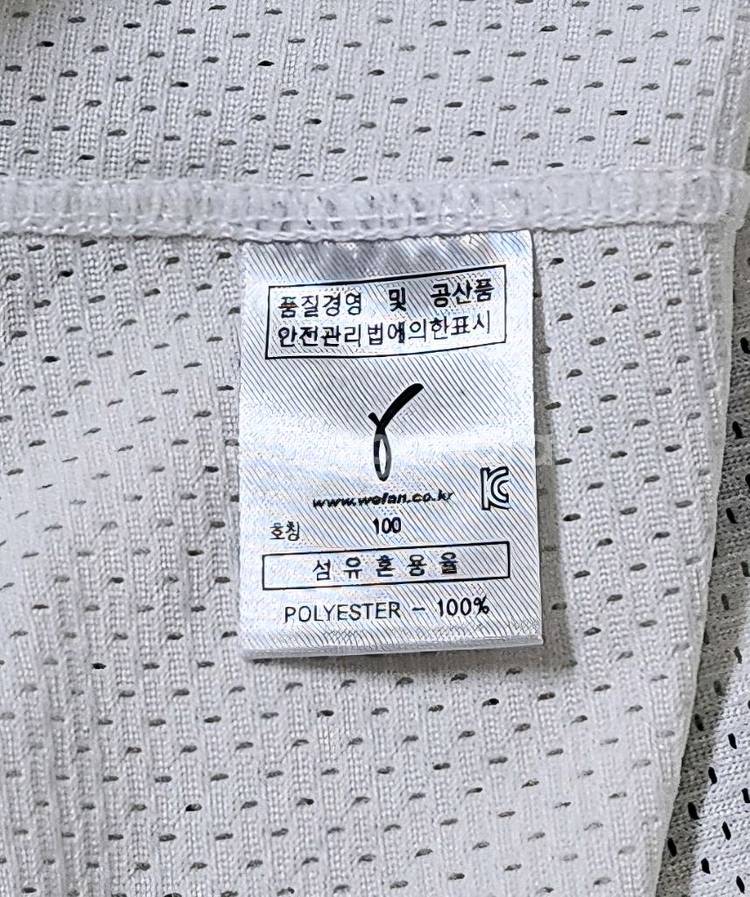 품질경영 및 공산품
안전관리법에의한표시
www.wefan.co.kr
호칭 100
섬유혼용율
POLYESTER - 100%